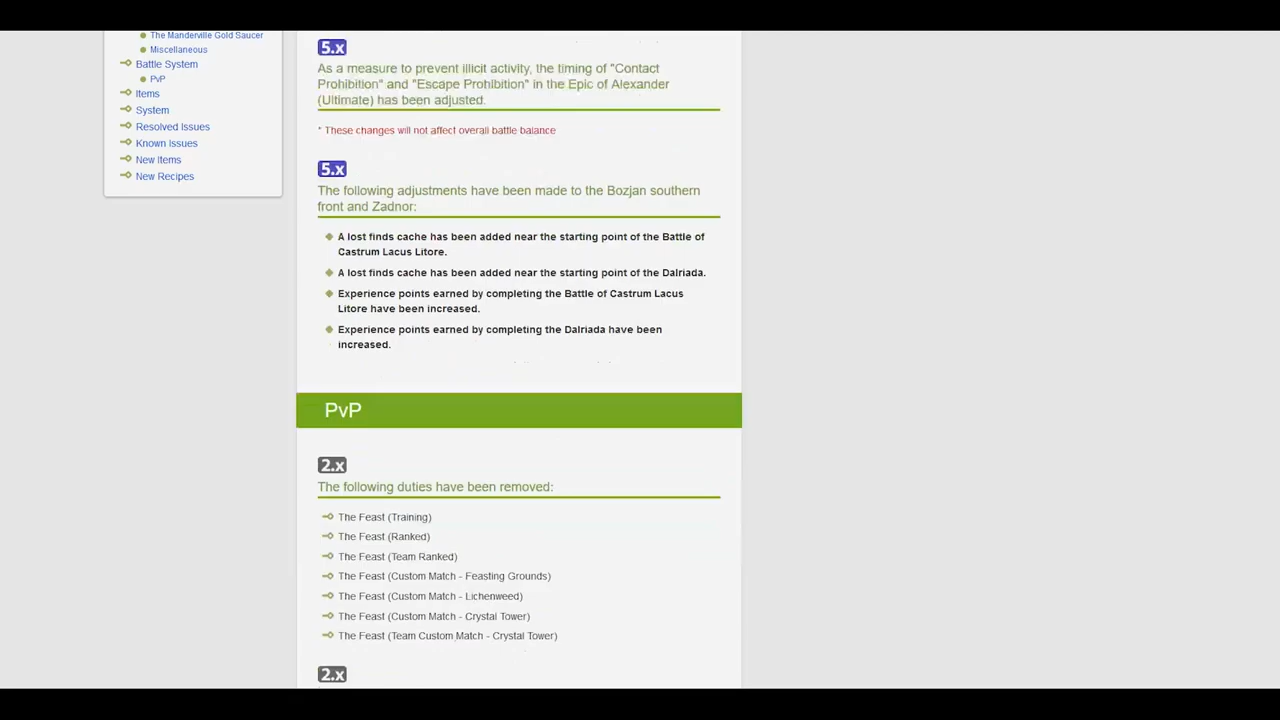 The Manderville Gold Saucer
Miscellaneous
Battle System
PvP
Items
System
Resolved Issues
Known Issues
New Items
New Recipes
5.x
As a measure to prevent illicit activity, the timing of "Contact
Prohibition" and "Escape Prohibition" in the Epic of Alexander
(Ultimate) has been adjusted.
* These changes will not affect overall battle balance
5.x
The following adjustments have been made to the Bozjan southern
front and Zadnor:
A lost finds cache has been added near the starting point of the Battle of
Castrum Lacus Litore.
A lost finds cache has been added near the starting point of the Dalriada.
Experience points earned by completing the Battle of Castrum Lacus
Litore have been increased.
Experience points earned by completing the Dalriada have been
increased.
PvP
2.x
The following duties have been removed:
The Feast (Training)
The Feast (Ranked)
The Feast (Team Ranked)
The Feast (Custom Match - Feasting Grounds)
The Feast (Custom Match - Lichenweed)
The Feast (Custom Match - Crystal Tower)
The Feast (Team Custom Match - Crystal Tower)
2.x